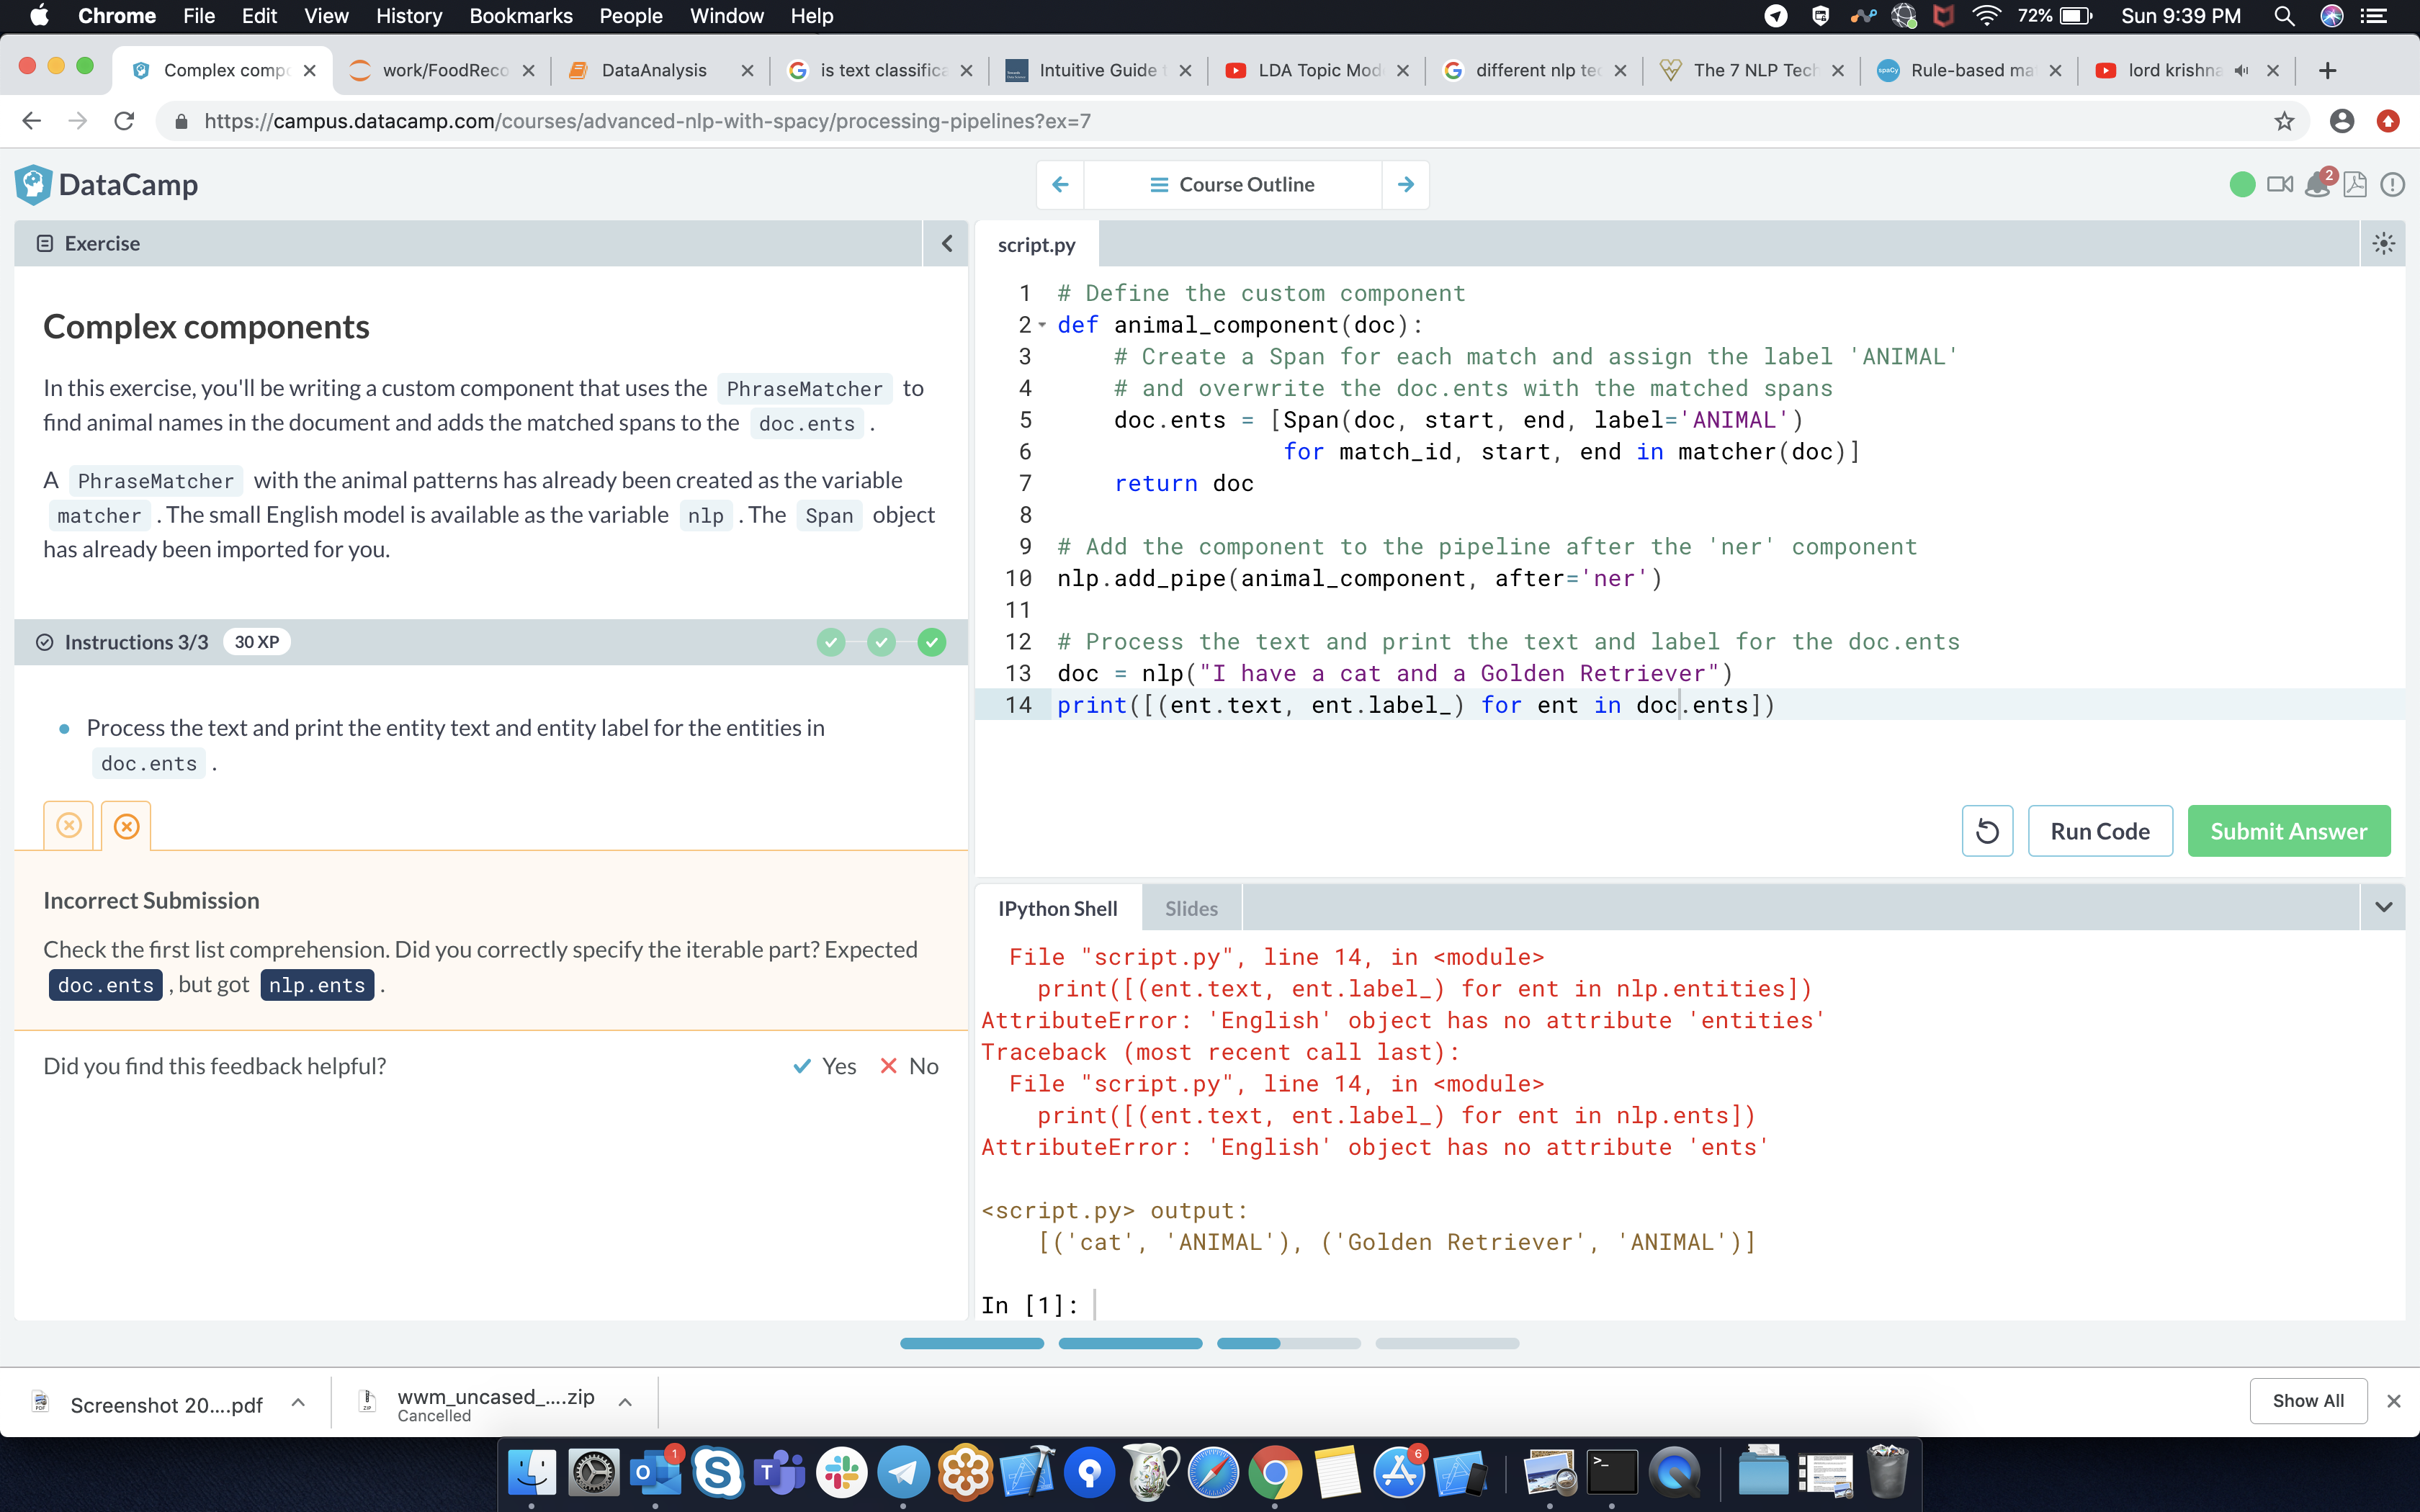 Chrome File Edit View History Bookmarks People Window Help 72% Sun 9:39 PM
Complex comp work/FoodReco DataAnalysis is text classifica Intuitive Guide LDA Topic Mod different nlp te The 7 NLP Tech Rule-based ma lord krishna
https://campus.datacamp.com/courses/advanced-nlp-with-spacy/processing-pipelines?ex=7
DataCamp
Course Outline
2
Exercise
Complex components
In this exercise, you'll be writing a custom component that uses the PhraseMatcher to
find animal names in the document and adds the matched spans to the doc.ents .
A PhraseMatcher with the animal patterns has already been created as the variable
matcher . The small English model is available as the variable nlp . The Span object
has already been imported for you.
Instructions 3/3 30 XP
Process the text and print the entity text and entity label for the entities in
doc.ents .
Incorrect Submission
Check the first list comprehension. Did you correctly specify the iterable part? Expected
doc.ents , but got nlp.ents .
Did you find this feedback helpful? Yes No
script.py
1 # Define the custom component
2 def animal_component(doc):
3 # Create a Span for each match and assign the label 'ANIMAL'
4 # and overwrite the doc.ents with the matched spans
5 doc.ents = [Span(doc, start, end, label='ANIMAL')
6 for match_id, start, end in matcher(doc)]
7 return doc
8
9 # Add the component to the pipeline after the 'ner' component
10 nlp.add_pipe(animal_component, after='ner')
11
12 # Process the text and print the text and label for the doc.ents
13 doc = nlp("I have a cat and a Golden Retriever")
14 print([(ent.text, ent.label_) for ent in doc.ents])
Run Code Submit Answer
IPython Shell Slides
File "script.py", line 14, in <module>
print([(ent.text, ent.label_) for ent in nlp.entities])
AttributeError: 'English' object has no attribute 'entities'
Traceback (most recent call last):
File "script.py", line 14, in <module>
print([(ent.text, ent.label_) for ent in nlp.ents])
AttributeError: 'English' object has no attribute 'ents'
<script.py> output:
[('cat', 'ANIMAL'), ('Golden Retriever', 'ANIMAL')]
In [1]:
Screenshot 20....pdf
wwm_uncased_....zip
Cancelled
Show All
1 6